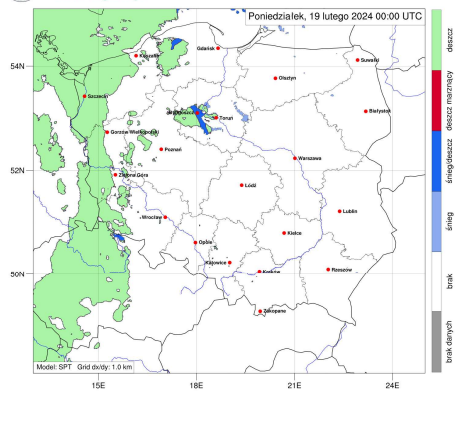 Poniedziałek, 19 lutego 2024 00:00 UTC
Gdańsk
Koszalin
Suwałki
54N
Olsztyn
Szczecin
Białystok
Bydgoszcz
Toruń
Gorzów Wielkopolski
Poznań
Warszawa
52N
Zielona Góra
Łódź
Lublin
Wrocław
Kielce
Opole
Katowice
50N
Kraków
Rzeszów
Zakopane
Model: SPT Grid dx/dy: 1.0 km
15E 18E 21E 24E
deszcz
deszcz marznący
śnieg/deszcz
śnieg
brak
brak danych